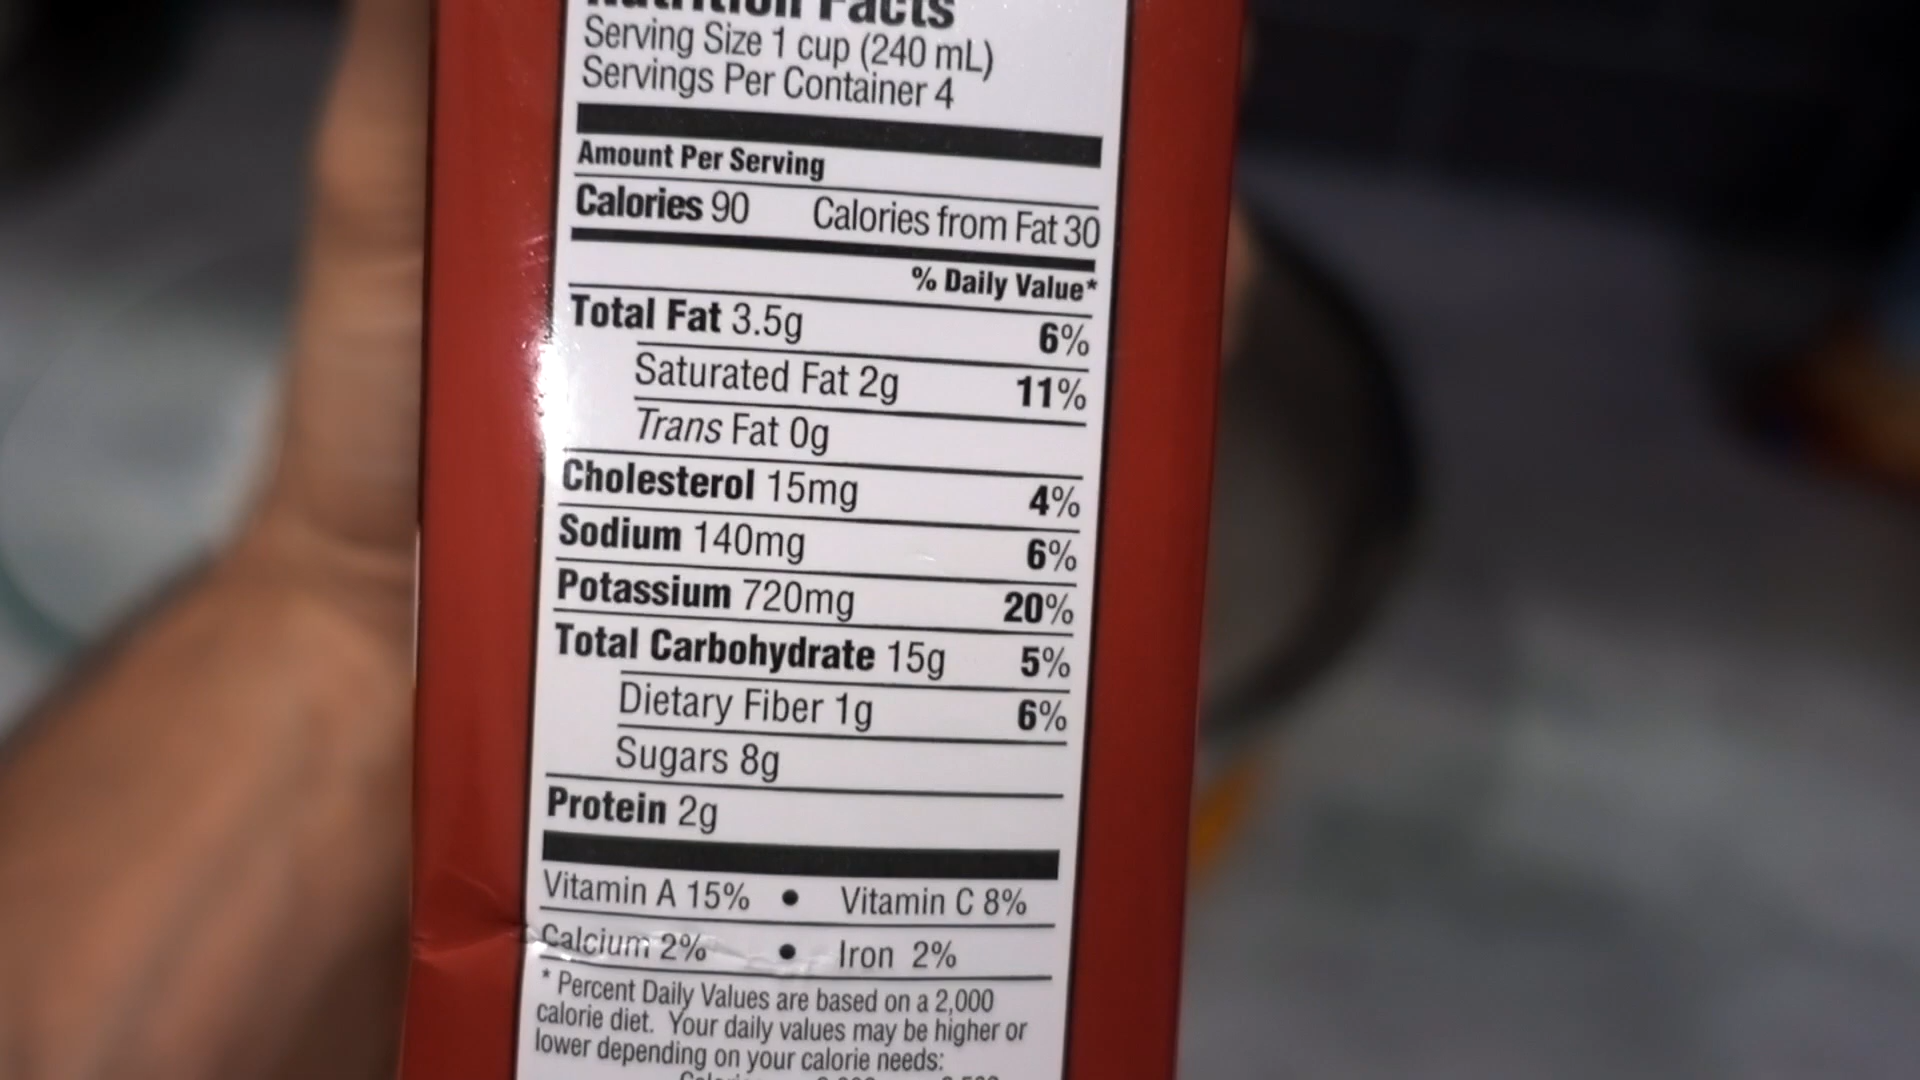 Nutrition Facts
Serving Size 1 cup (240 mL)
Servings Per Container 4
Amount Per Serving
Calories 90 Calories from Fat 30
% Daily Value*
Total Fat 3.5g 6%
Saturated Fat 2g 11%
Trans Fat 0g
Cholesterol 15mg 4%
Sodium 140mg 6%
Potassium 720mg 20%
Total Carbohydrate 15g 5%
Dietary Fiber 1g 6%
Sugars 8g
Protein 2g
Vitamin A 15% • Vitamin C 8%
Calcium 2% • Iron 2%
* Percent Daily Values are based on a 2,000
calorie diet. Your daily values may be higher or
lower depending on your calorie needs: